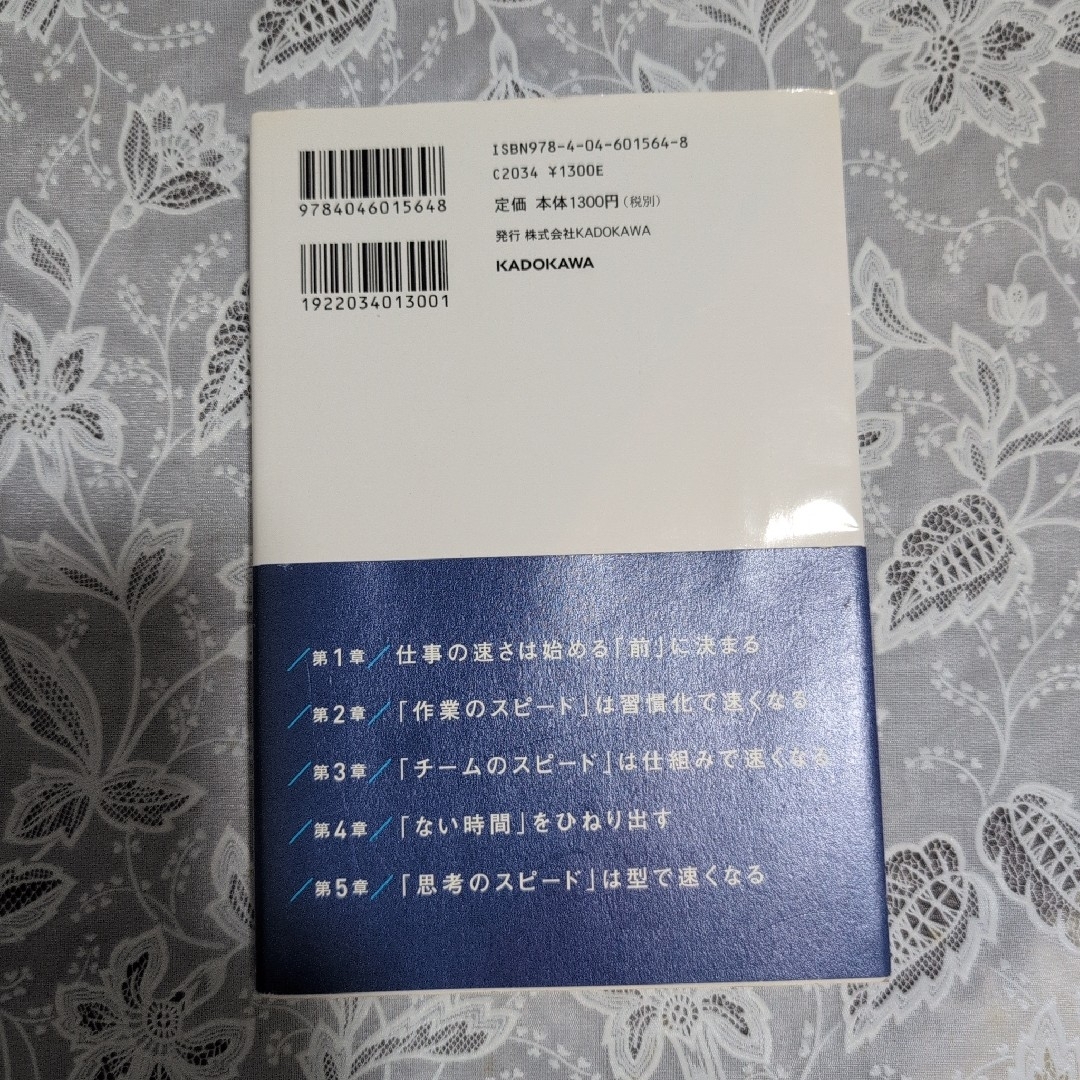 9784046015648
1922034013001
ISBN978-4-04-601564-8
C2034 ¥1300E
定価 本体1300円(税別)
発行 株式会社KADOKAWA
KADOKAWA
第1章 仕事の速さは始める「前」に決まる
第2章 「作業のスピード」は習慣化で速くなる
第3章 「チームのスピード」は仕組みで速くなる
第4章 「ない時間」をひねり出す
第5章 「思考のスピード」は型で速くなる